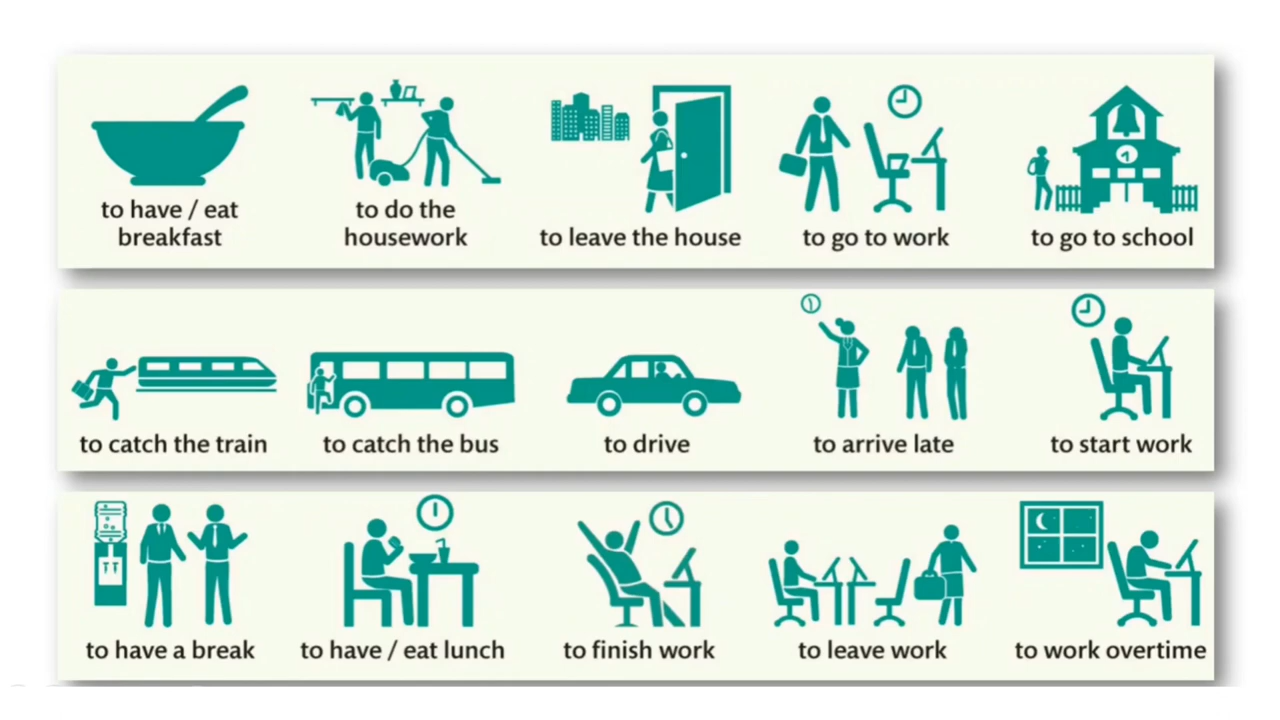 to have / eat
breakfast
to do the
housework
to leave the house
to go to work
to go to school
to catch the train
to catch the bus
to drive
to arrive late
to start work
to have a break
to have / eat lunch
to finish work
to leave work
to work overtime